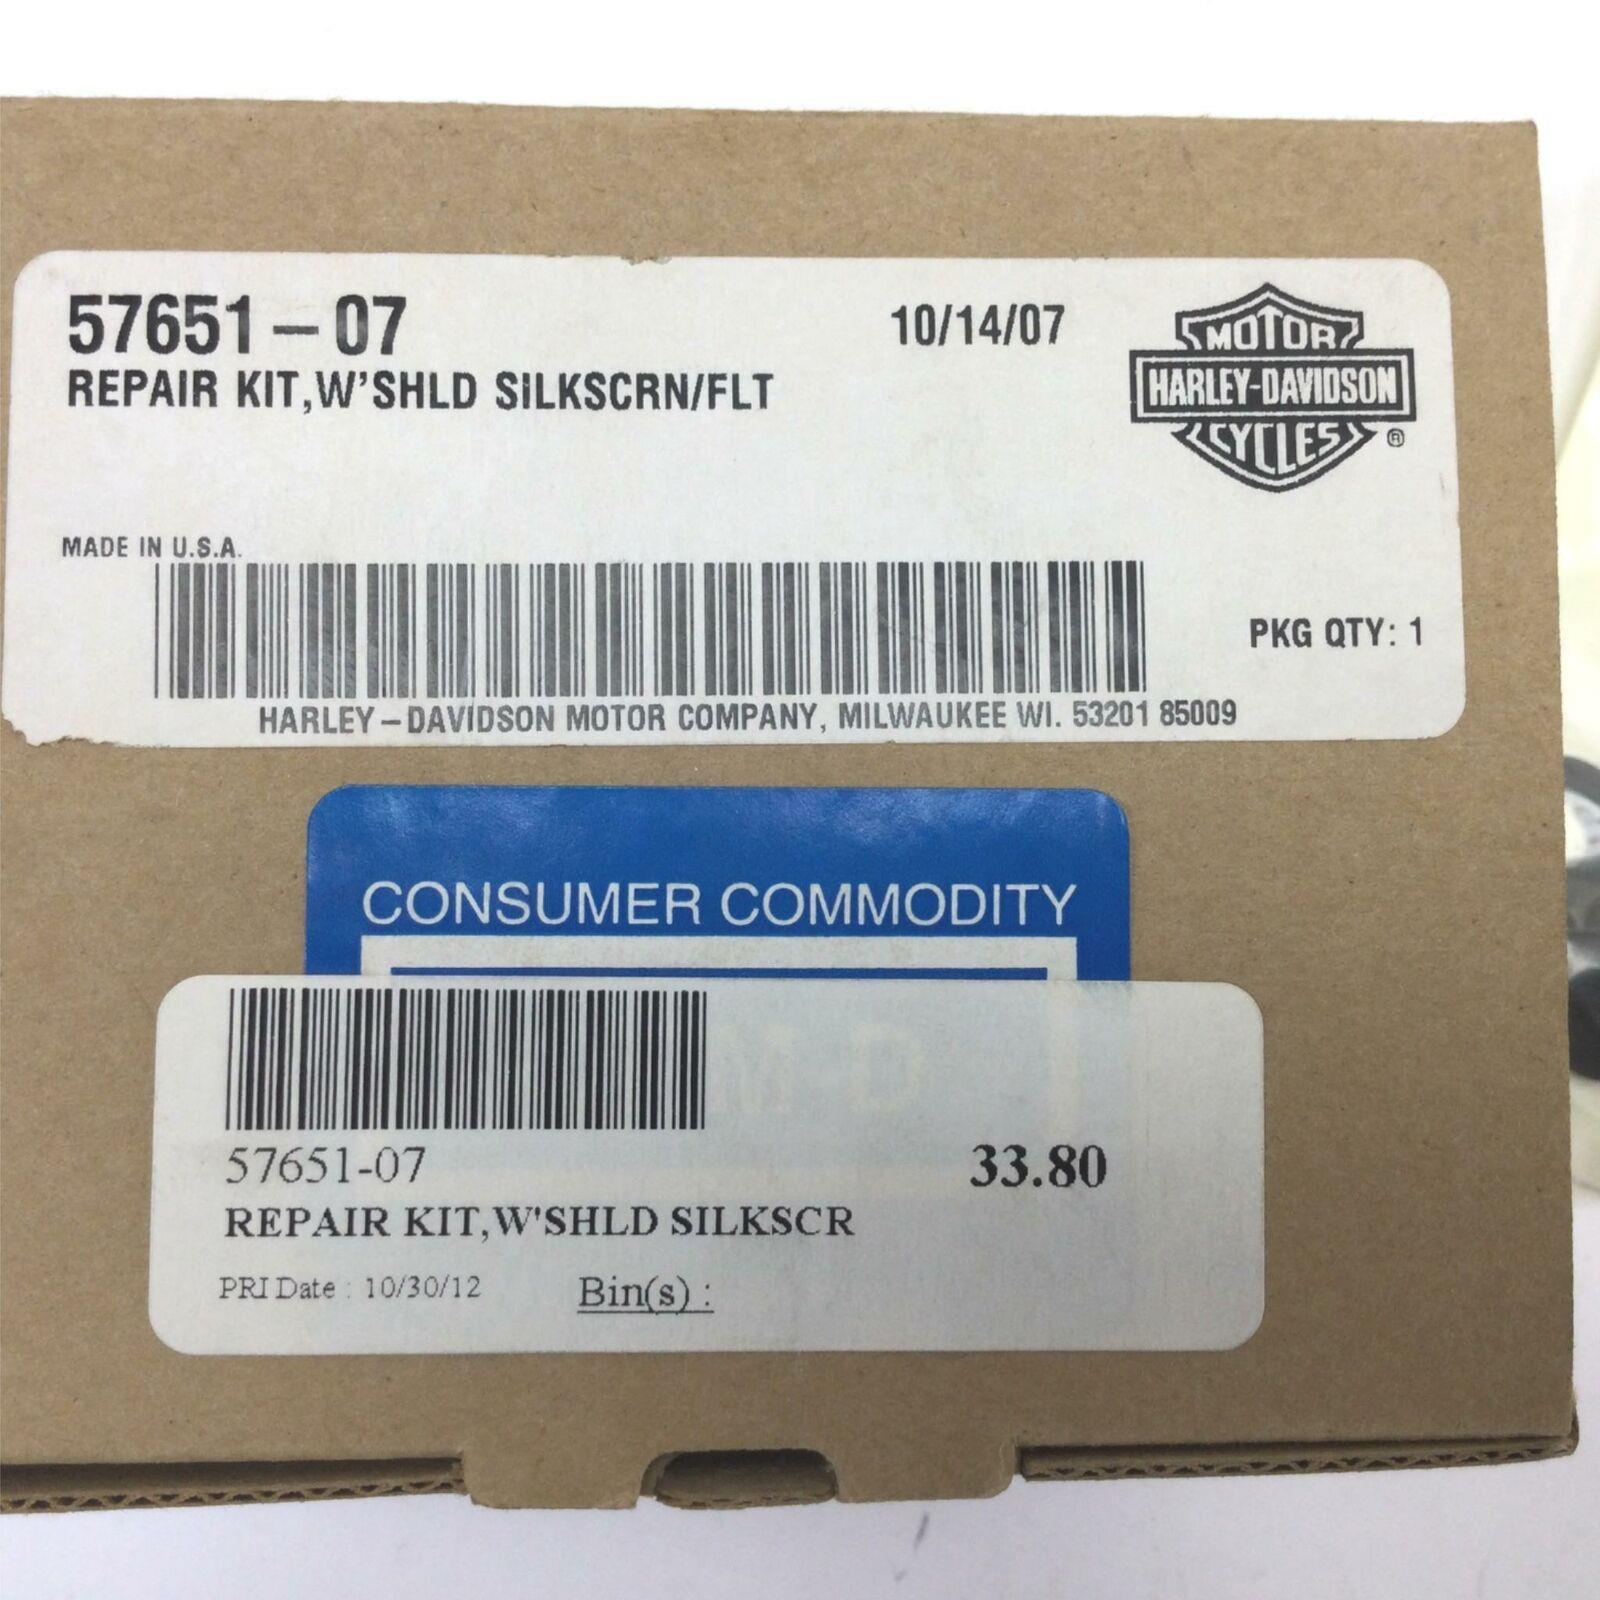 57651-07 10/14/07
REPAIR KIT,W'SHLD SILKSCRN/FLT
MOTOR
HARLEY-DAVIDSON
CYCLES
®
MADE IN U.S.A.
PKG QTY: 1
HARLEY-DAVIDSON MOTOR COMPANY, MILWAUKEE WI. 53201 85009
CONSUMER COMMODITY
57651-07 33.80
REPAIR KIT,W'SHLD SILKSCR
PRI Date : 10/30/12 Bin(s) :